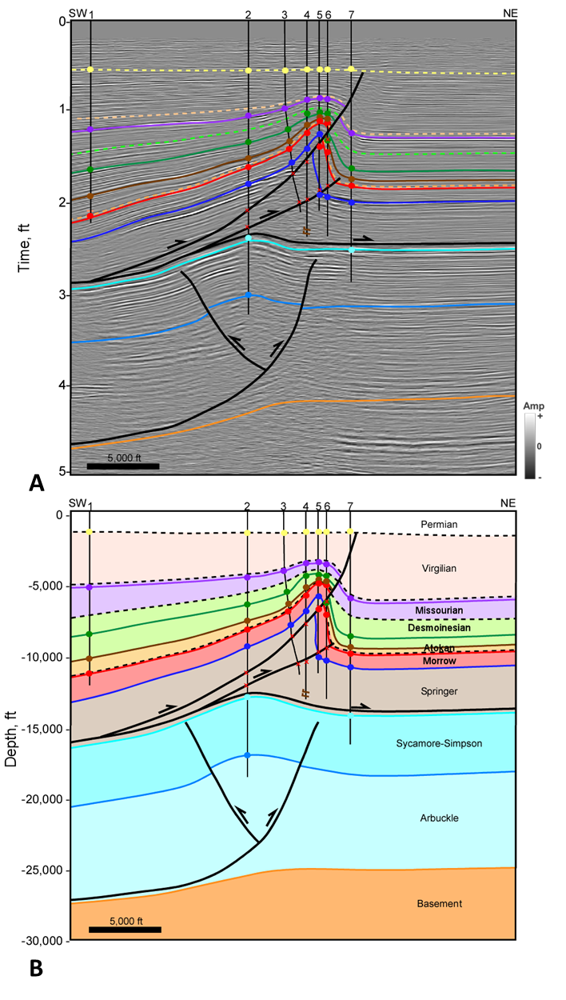 SW 1 2 3 4 5 6 7 NE
0
1
2
3
4
5
Time, ft
5,000 ft
Amp
+
0
-
A
SW 1 2 3 4 5 6 7 NE
0
-5,000
-10,000
-15,000
-20,000
-25,000
-30,000
Depth, ft
Permian
Virgilian
Missourian
Desmoinesian
Atokan
Morrow
Springer
Sycamore-Simpson
Arbuckle
Basement
5,000 ft
B